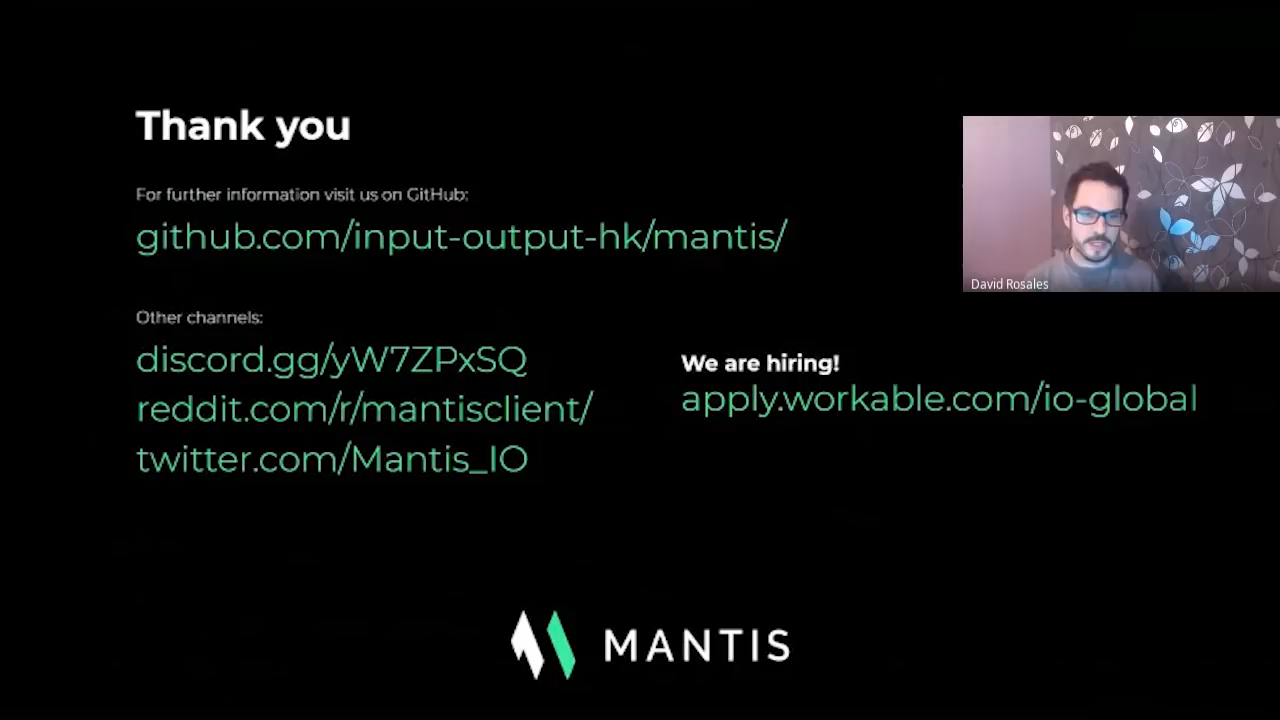 Thank you
For further information visit us on GitHub:
github.com/input-output-hk/mantis/
David Rosales
Other channels:
discord.gg/yW7ZPxSQ
reddit.com/r/mantisclient/
twitter.com/Mantis_IO
We are hiring!
apply.workable.com/io-global
MANTIS